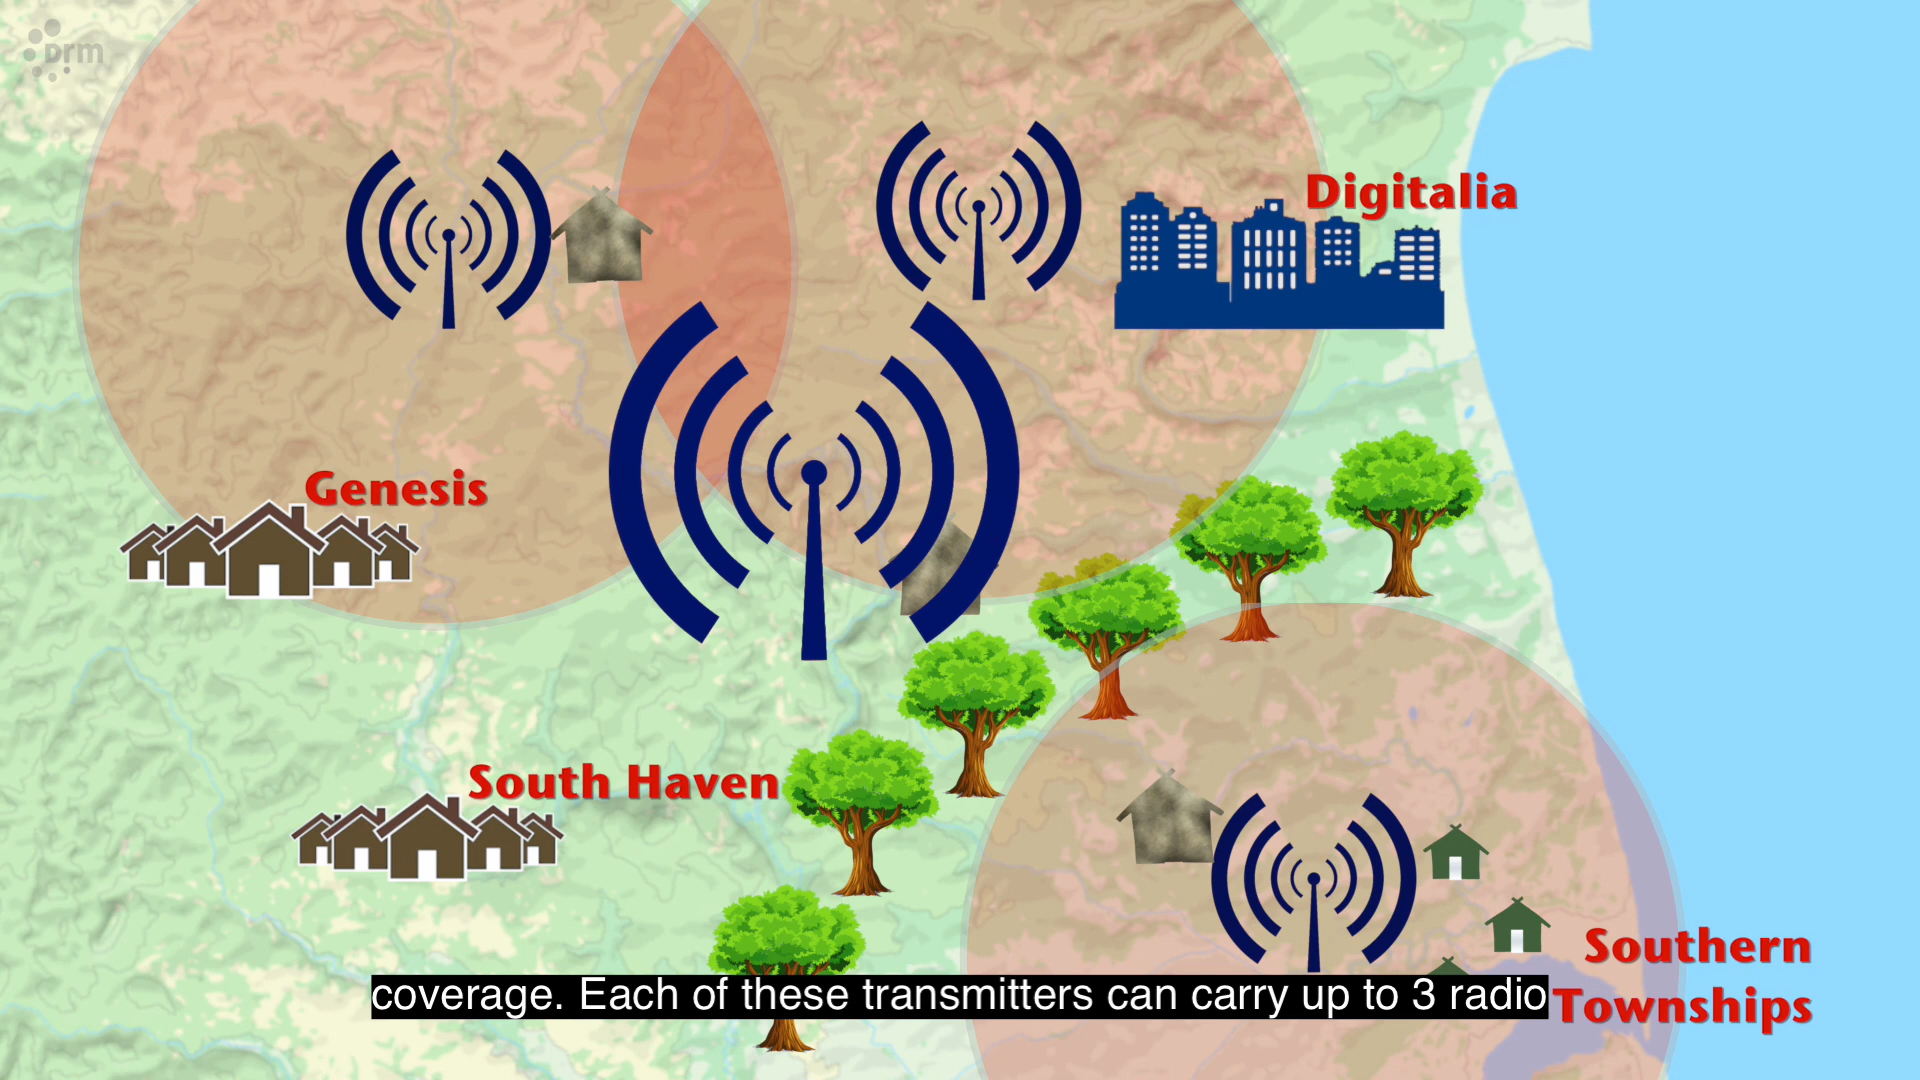 Drm
Digitalia
Genesis
South Haven
Southern
Townships
coverage. Each of these transmitters can carry up to 3 radio